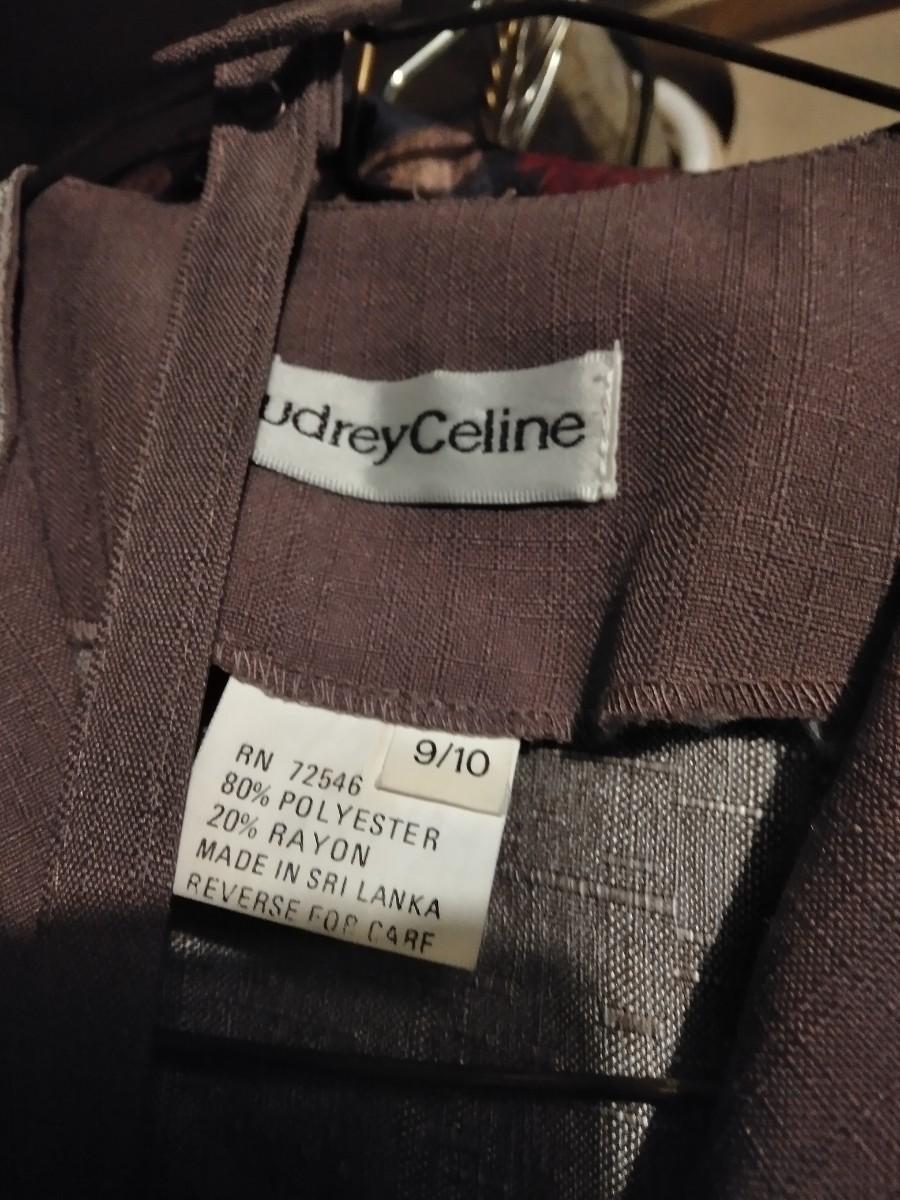 udreyCeline
9/10
RN 72546
80% POLYESTER
20% RAYON
MADE IN SRI LANKA
REVERSE FOR CARE